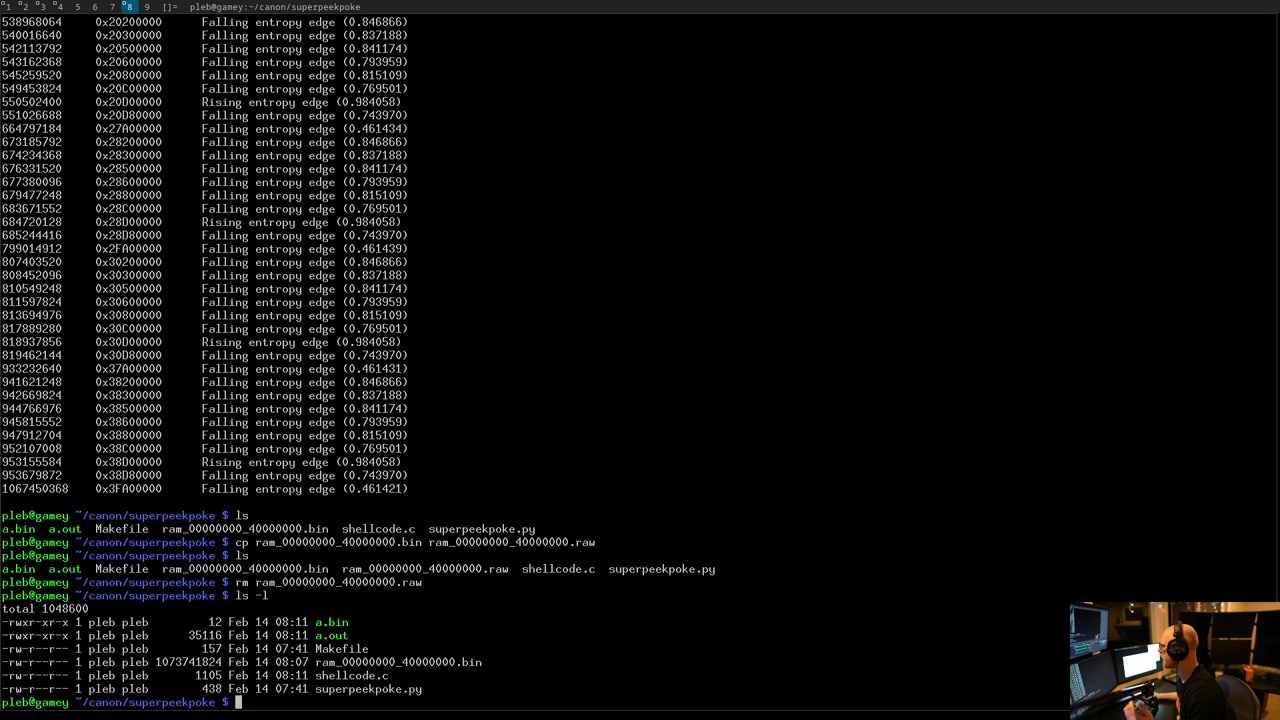 1 2 3 4 5 6 7 8 9 []= pleb@gamey:~/canon/superpeekpoke
538968064 0x20200000 Falling entropy edge (0.846866)
540016640 0x20300000 Falling entropy edge (0.837188)
542113792 0x20500000 Falling entropy edge (0.841174)
543162368 0x20600000 Falling entropy edge (0.793959)
545259520 0x20800000 Falling entropy edge (0.815109)
549453824 0x20C00000 Falling entropy edge (0.769501)
550502400 0x20D00000 Rising entropy edge (0.984058)
551026688 0x20D80000 Falling entropy edge (0.743970)
664797184 0x27A00000 Falling entropy edge (0.461434)
673185792 0x28200000 Falling entropy edge (0.846866)
674234368 0x28300000 Falling entropy edge (0.837188)
676331520 0x28500000 Falling entropy edge (0.841174)
677380096 0x28600000 Falling entropy edge (0.793959)
679477248 0x28800000 Falling entropy edge (0.815109)
683671552 0x28C00000 Falling entropy edge (0.769501)
684720128 0x28D00000 Rising entropy edge (0.984058)
685244416 0x28D80000 Falling entropy edge (0.743970)
799014912 0x2FA00000 Falling entropy edge (0.461439)
807403520 0x30200000 Falling entropy edge (0.846866)
808452096 0x30300000 Falling entropy edge (0.837188)
810549248 0x30500000 Falling entropy edge (0.841174)
811597824 0x30600000 Falling entropy edge (0.793959)
813694976 0x30800000 Falling entropy edge (0.815109)
817889280 0x30C00000 Falling entropy edge (0.769501)
818937856 0x30D00000 Rising entropy edge (0.984058)
819462144 0x30D80000 Falling entropy edge (0.743970)
933232640 0x37A00000 Falling entropy edge (0.461431)
941621248 0x38200000 Falling entropy edge (0.846866)
942669824 0x38300000 Falling entropy edge (0.837188)
944766976 0x38500000 Falling entropy edge (0.841174)
945815552 0x38600000 Falling entropy edge (0.793959)
947912704 0x38800000 Falling entropy edge (0.815109)
952107008 0x38C00000 Falling entropy edge (0.769501)
953155584 0x38D00000 Rising entropy edge (0.984058)
953679872 0x38D80000 Falling entropy edge (0.743970)
1067450368 0x3FA00000 Falling entropy edge (0.461421)
pleb@gamey ~/canon/superpeekpoke $ ls
a.bin a.out Makefile ram_00000000_40000000.bin shellcode.c superpeekpoke.py
pleb@gamey ~/canon/superpeekpoke $ cp ram_00000000_40000000.bin ram_00000000_40000000.raw
pleb@gamey ~/canon/superpeekpoke $ ls
a.bin a.out Makefile ram_00000000_40000000.bin ram_00000000_40000000.raw shellcode.c superpeekpoke.py
pleb@gamey ~/canon/superpeekpoke $ rm ram_00000000_40000000.raw
pleb@gamey ~/canon/superpeekpoke $ ls -l
total 1048600
-rwxr-xr-x 1 pleb pleb 12 Feb 14 08:11 a.bin
-rwxr-xr-x 1 pleb pleb 35116 Feb 14 08:11 a.out
-rw-r--r-- 1 pleb pleb 157 Feb 14 07:41 Makefile
-rw-r--r-- 1 pleb pleb 1073741824 Feb 14 08:07 ram_00000000_40000000.bin
-rw-r--r-- 1 pleb pleb 1105 Feb 14 08:11 shellcode.c
-rw-r--r-- 1 pleb pleb 438 Feb 14 07:41 superpeekpoke.py
pleb@gamey ~/canon/superpeekpoke $